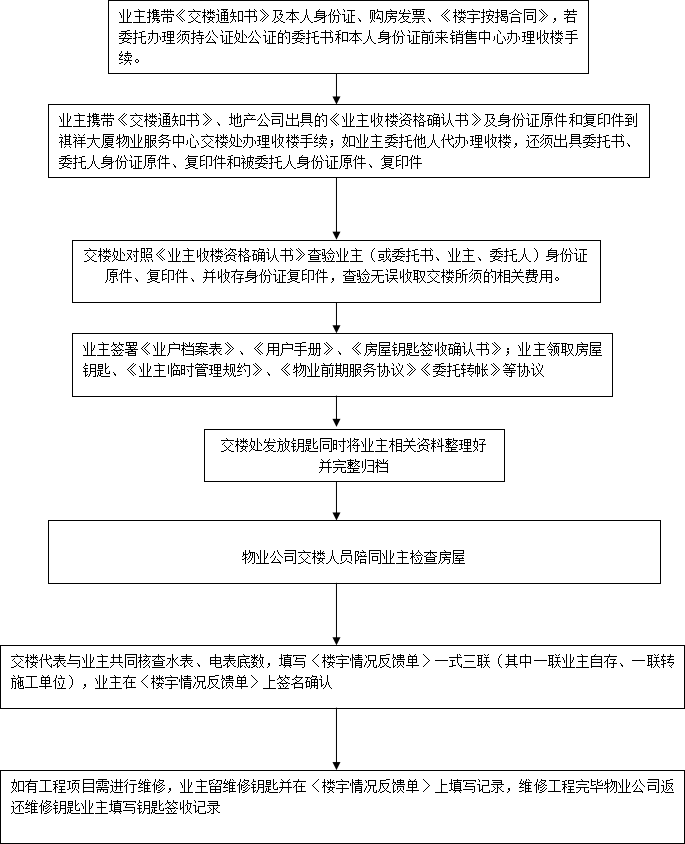 业主携带《交楼通知书》及本人身份证、购房发票、《楼宇按揭合同》，若
委托办理须持公证处公证的委托书和本人身份证前来销售中心办理收楼手
续。
业主携带《交楼通知书》、地产公司出具的《业主收楼资格确认书》及身份证原件和复印件到
祺祥大厦物业服务中心交楼处办理收楼手续；如业主委托他人代办理收楼，还须出具委托书、
委托人身份证原件、复印件和被委托人身份证原件、复印件
交楼处对照《业主收楼资格确认书》查验业主（或委托书、业主、委托人）身份证
原件、复印件、并收存身份证复印件，查验无误收取交楼所须的相关费用。
业主签署《业户档案表》、《用户手册》、《房屋钥匙签收确认书》；业主领取房屋
钥匙、《业主临时管理规约》、《物业前期服务协议》《委托转帐》等协议
交楼处发放钥匙同时将业主相关资料整理好
并完整归档
物业公司交楼人员陪同业主检查房屋
交楼代表与业主共同核查水表、电表底数，填写〈楼宇情况反馈单〉一式三联（其中一联业主自存、一联转
施工单位），业主在〈楼宇情况反馈单〉上签名确认
如有工程项目需进行维修，业主留维修钥匙并在〈楼宇情况反馈单〉上填写记录，维修工程完毕物业公司返
还维修钥匙业主填写钥匙签收记录